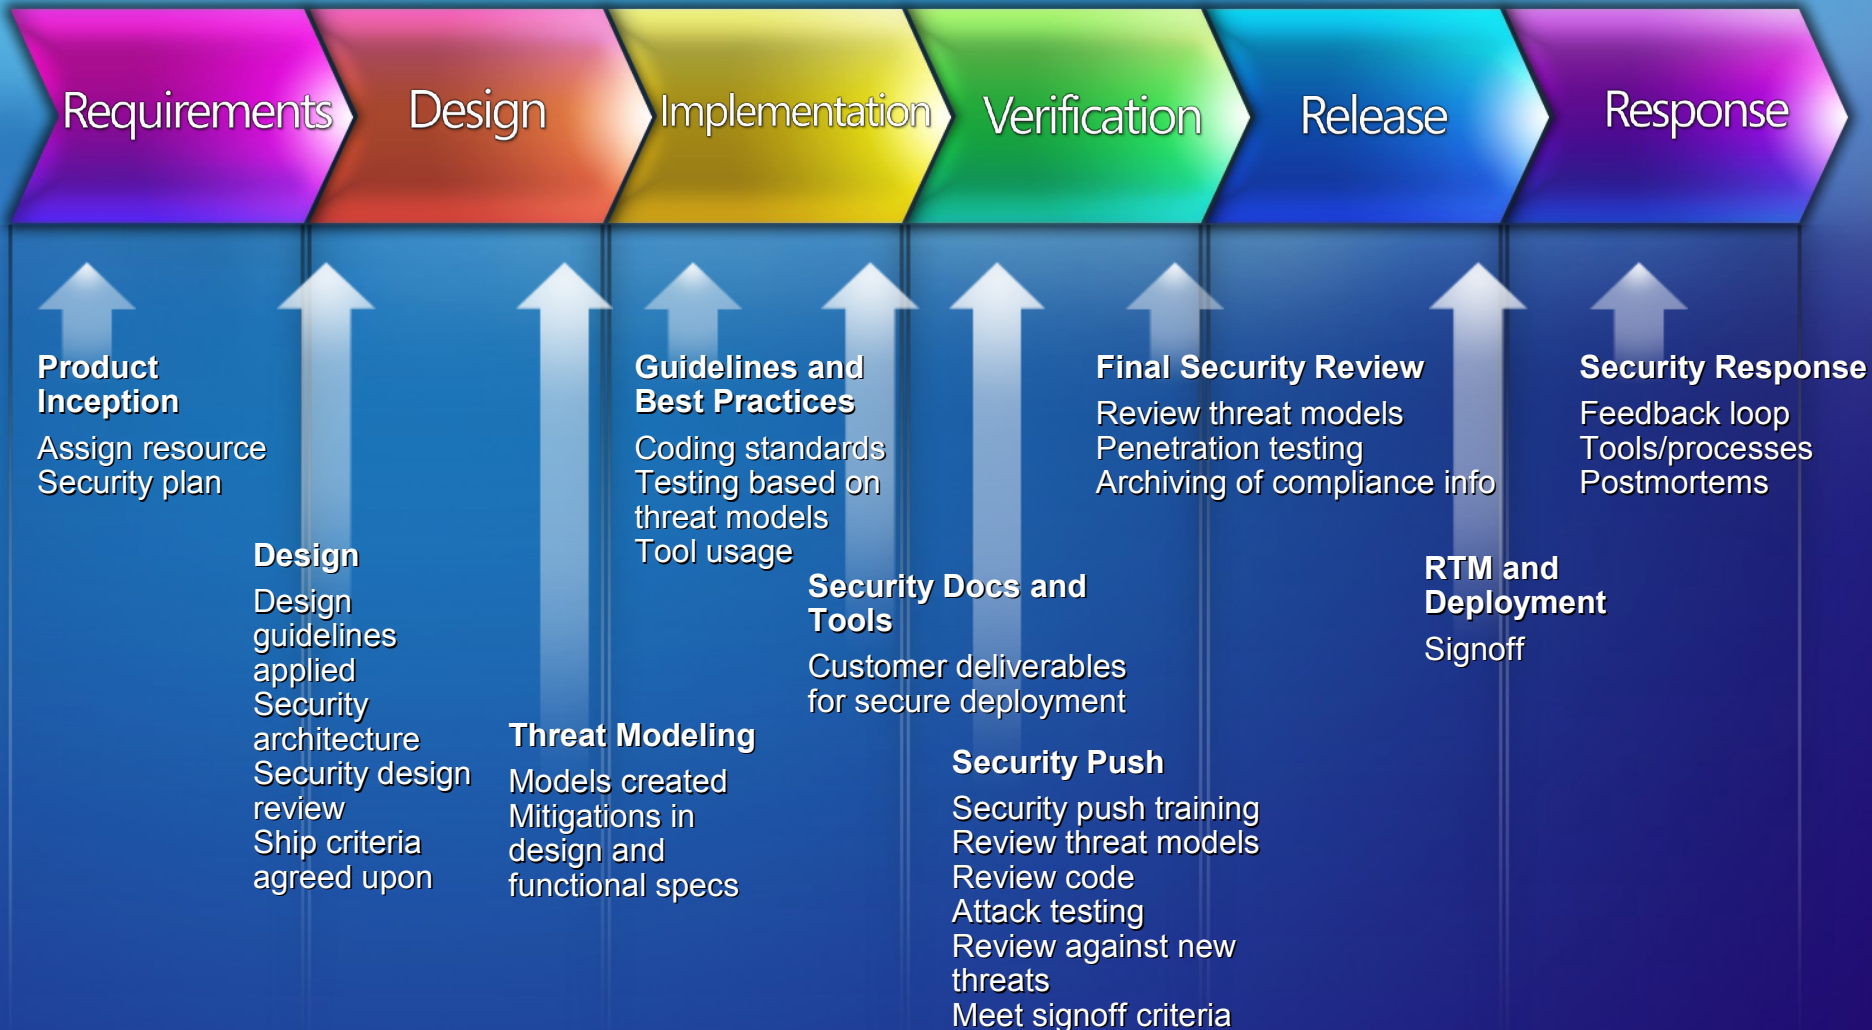 Requirements
Design
Implementation
Verification
Release
Response
Product
Inception
Assign resource
Security plan
Design
Design
guidelines
applied
Security
architecture
Security design
review
Ship criteria
agreed upon
Threat Modeling
Models created
Mitigations in
design and
functional specs
Guidelines and
Best Practices
Coding standards
Testing based on
threat models
Tool usage
Security Docs and
Tools
Customer deliverables
for secure deployment
Security Push
Security push training
Review threat models
Review code
Attack testing
Review against new
threats
Meet signoff criteria
Final Security Review
Review threat models
Penetration testing
Archiving of compliance info
RTM and
Deployment
Signoff
Security Response
Feedback loop
Tools/processes
Postmortems